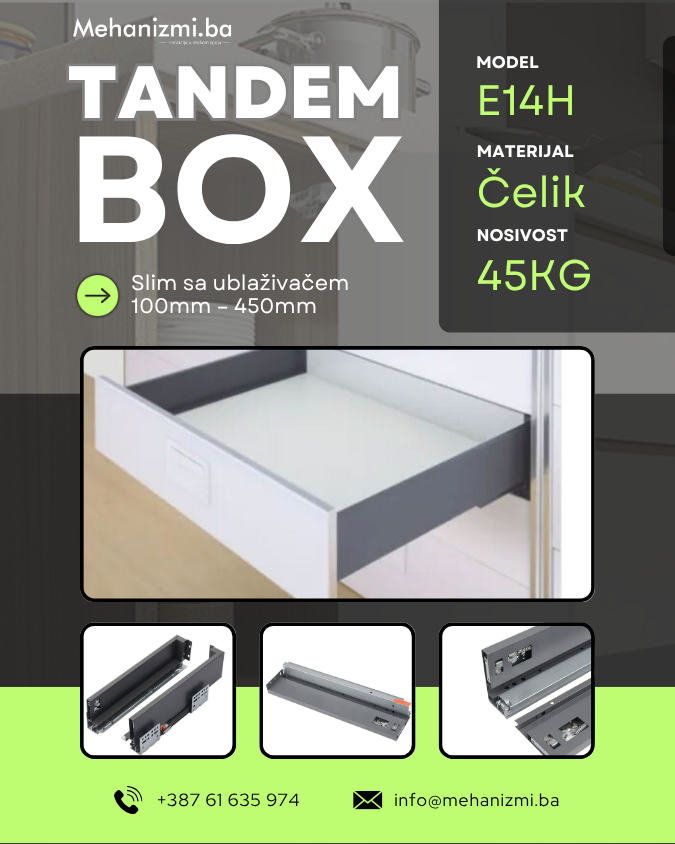 Mehanizmi.ba
TANDEM
BOX
Slim sa ublaživačem
100mm – 450mm
MODEL
E14H
MATERIJAL
Čelik
NOSIVOST
45KG
+387 61 635 974
info@mehanizmi.ba